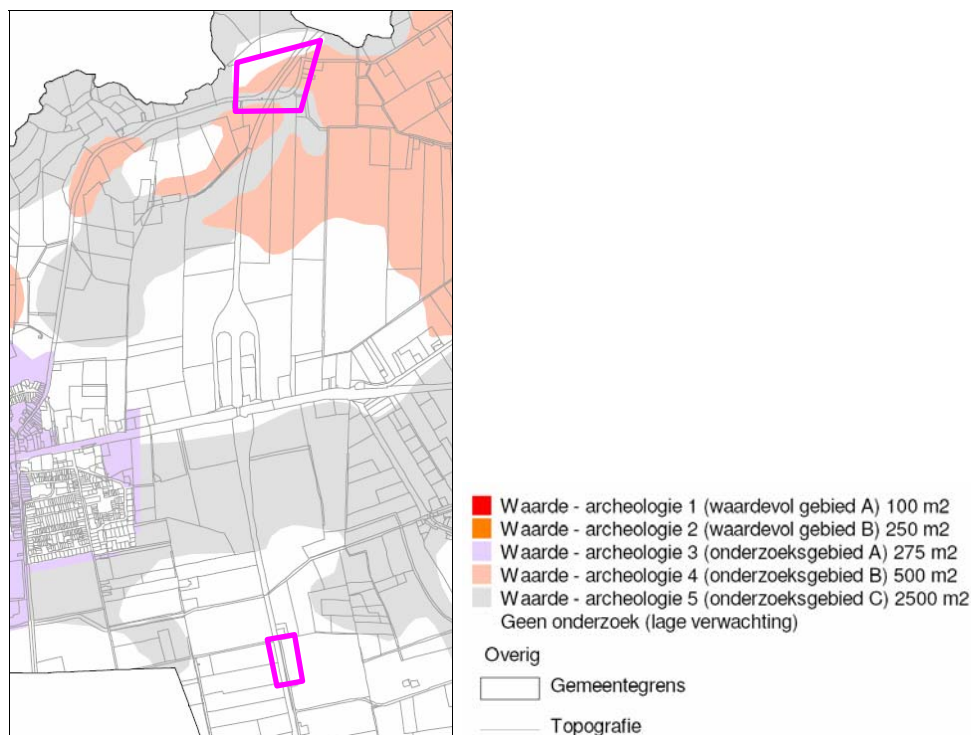 Waarde - archeologie 1 (waardevol gebied A) 100 m2
Waarde - archeologie 2 (waardevol gebied B) 250 m2
Waarde - archeologie 3 (onderzoeksgebied A) 275 m2
Waarde - archeologie 4 (onderzoeksgebied B) 500 m2
Waarde - archeologie 5 (onderzoeksgebied C) 2500 m2
Geen onderzoek (lage verwachting)
Overig
Gemeentegrens
Topografie